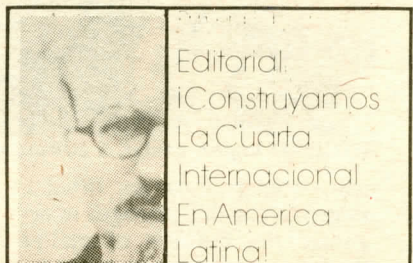 Editorial.
¡Construyamos
La Cuarta
Internacional
En America
Latina!